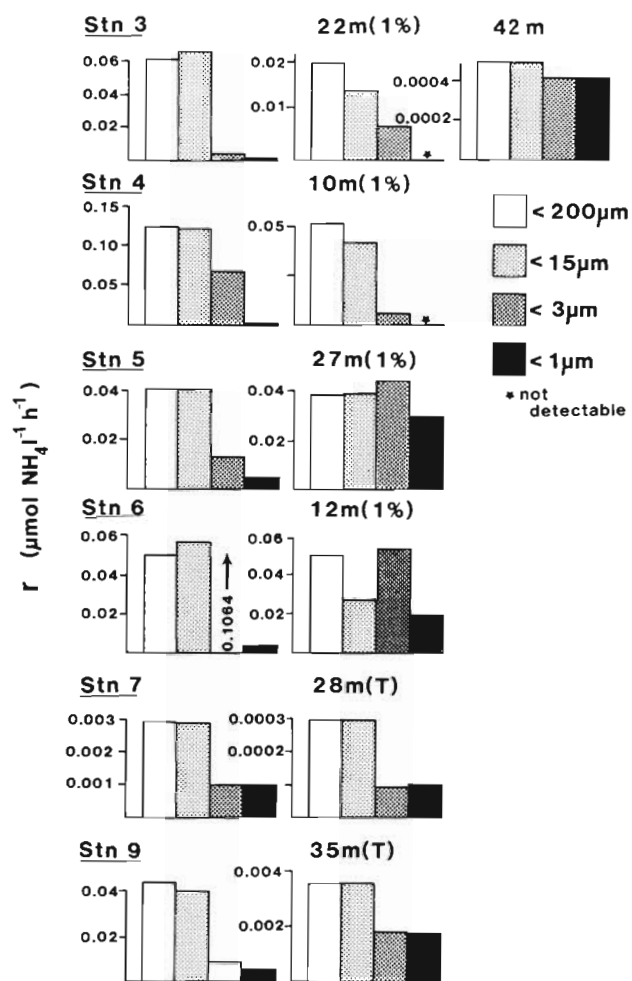 Stn 3
22m(1%)
42 m
0.06
0.04
0.02
0.02
0.01
0.0004
0.0002
*
Stn 4
10m(1%)
0.15
0.10
0.05
0.05
*
< 200µm
< 15µm
< 3µm
< 1µm
* not
detectable
Stn 5
27m(1%)
0.04
0.02
0.04
0.02
r (µmol NH4 l-1 h-1)
Stn 6
12m(1%)
0.06
0.04
0.02
0.1064
0.06
0.04
0.02
Stn 7
28m(T)
0.003
0.002
0.001
0.0003
0.0002
Stn 9
35m(T)
0.04
0.02
0.004
0.002